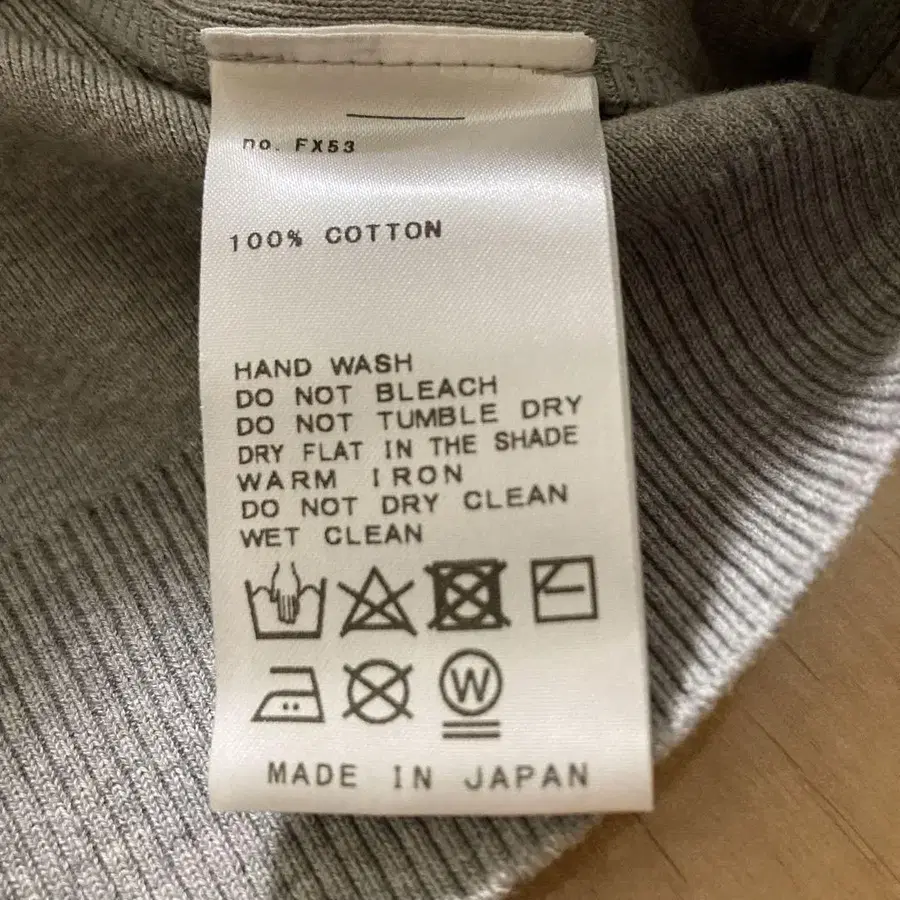 no. FX53
100% COTTON
HAND WASH
DO NOT BLEACH
DO NOT TUMBLE DRY
DRY FLAT IN THE SHADE
WARM IRON
DO NOT DRY CLEAN
WET CLEAN
W
MADE IN JAPAN